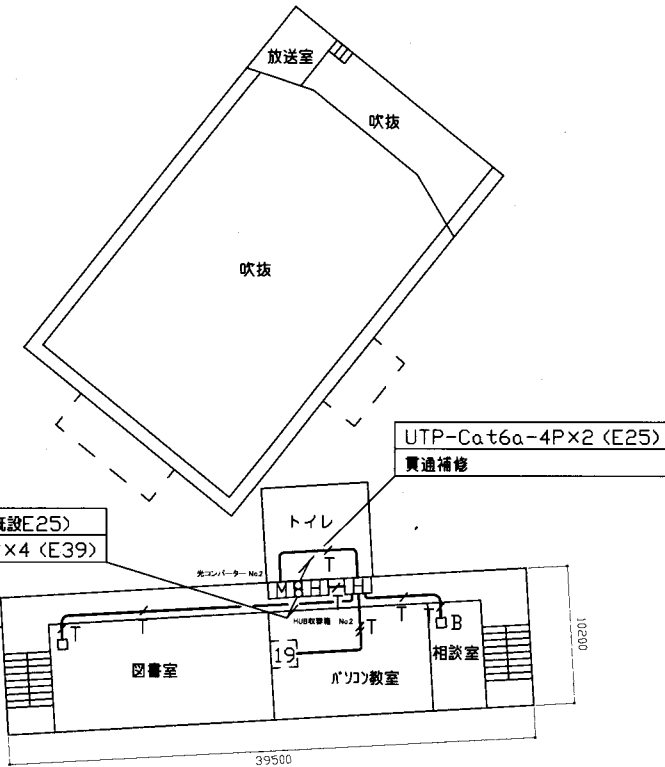 放送室
吹抜
吹抜
UTP-Cat6a-4P×2 (E25)
貫通補修
既設E25)
×4 (E39)
トイレ
T
光コンバーター No.2
M
H
H
T
T
T
T
T
T
HUB収容箱 No.2
B
19
図書室
パソコン教室
相談室
10200
39500